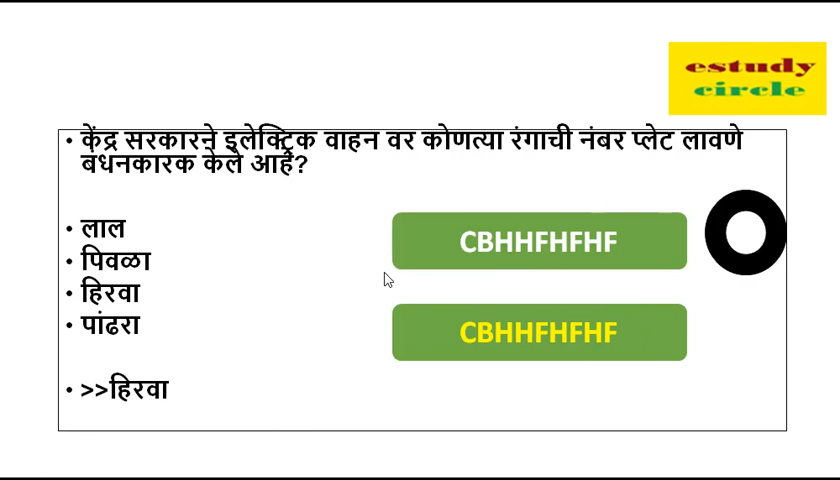 estudy
circle
• केंद्र सरकारने इलेक्ट्रिक वाहन वर कोणत्या रंगाची नंबर प्लेट लावणे
बंधनकारक केले आहे?
• लाल
• पिवळा
• हिरवा
• पांढरा
CBHHFHFHF
CBHHFHFHF
• >>हिरवा